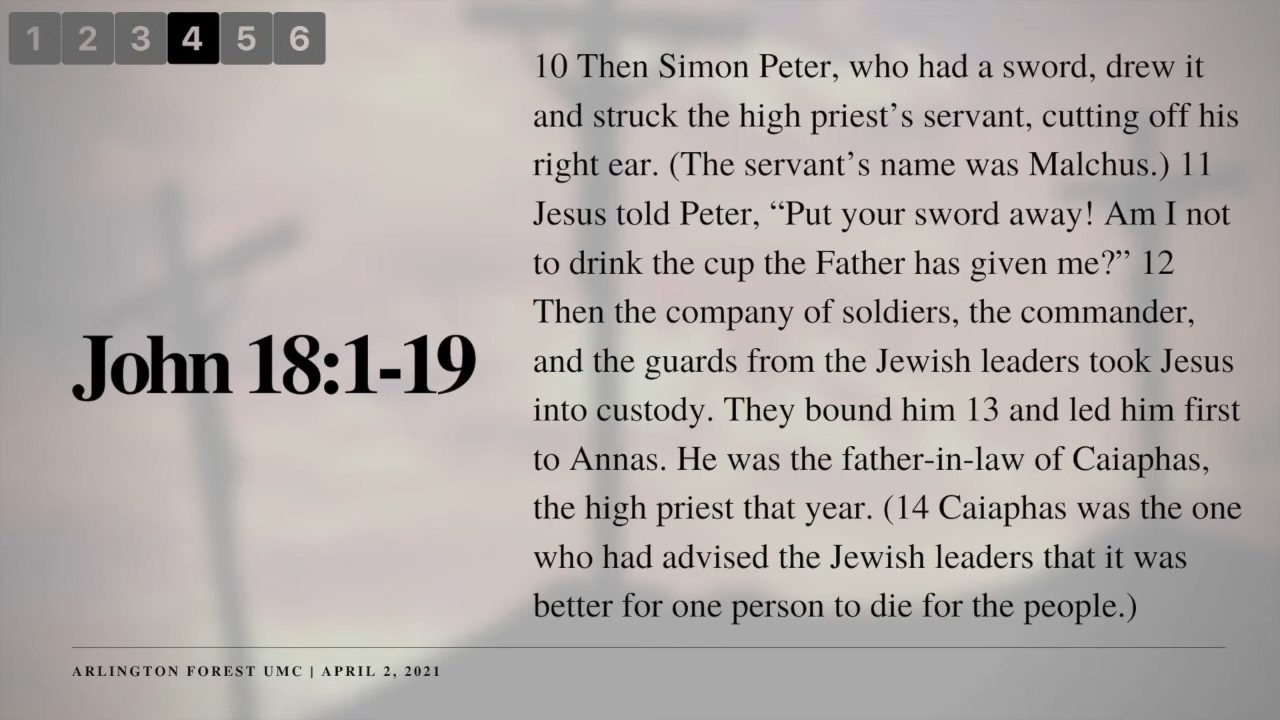 1 2 3 4 5 6
10 Then Simon Peter, who had a sword, drew it
and struck the high priest’s servant, cutting off his
right ear. (The servant’s name was Malchus.) 11
Jesus told Peter, “Put your sword away! Am I not
to drink the cup the Father has given me?” 12
Then the company of soldiers, the commander,
and the guards from the Jewish leaders took Jesus
into custody. They bound him 13 and led him first
to Annas. He was the father-in-law of Caiaphas,
the high priest that year. (14 Caiaphas was the one
who had advised the Jewish leaders that it was
better for one person to die for the people.)
John 18:1-19
ARLINGTON FOREST UMC | APRIL 2, 2021